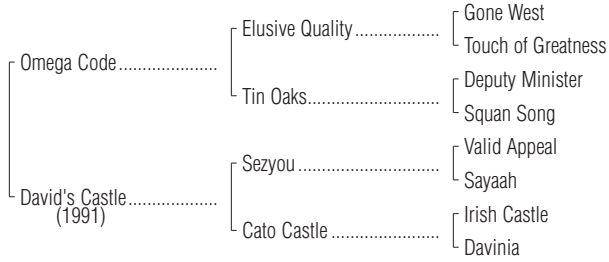 Gone West
Elusive Quality....................
Touch of Greatness
Omega Code.....................
Deputy Minister
Tin Oaks................................
Squan Song
Valid Appeal
Sezyou..................................
Sayaah
David's Castle....................
(1991)
Irish Castle
Cato Castle..........................
Davinia